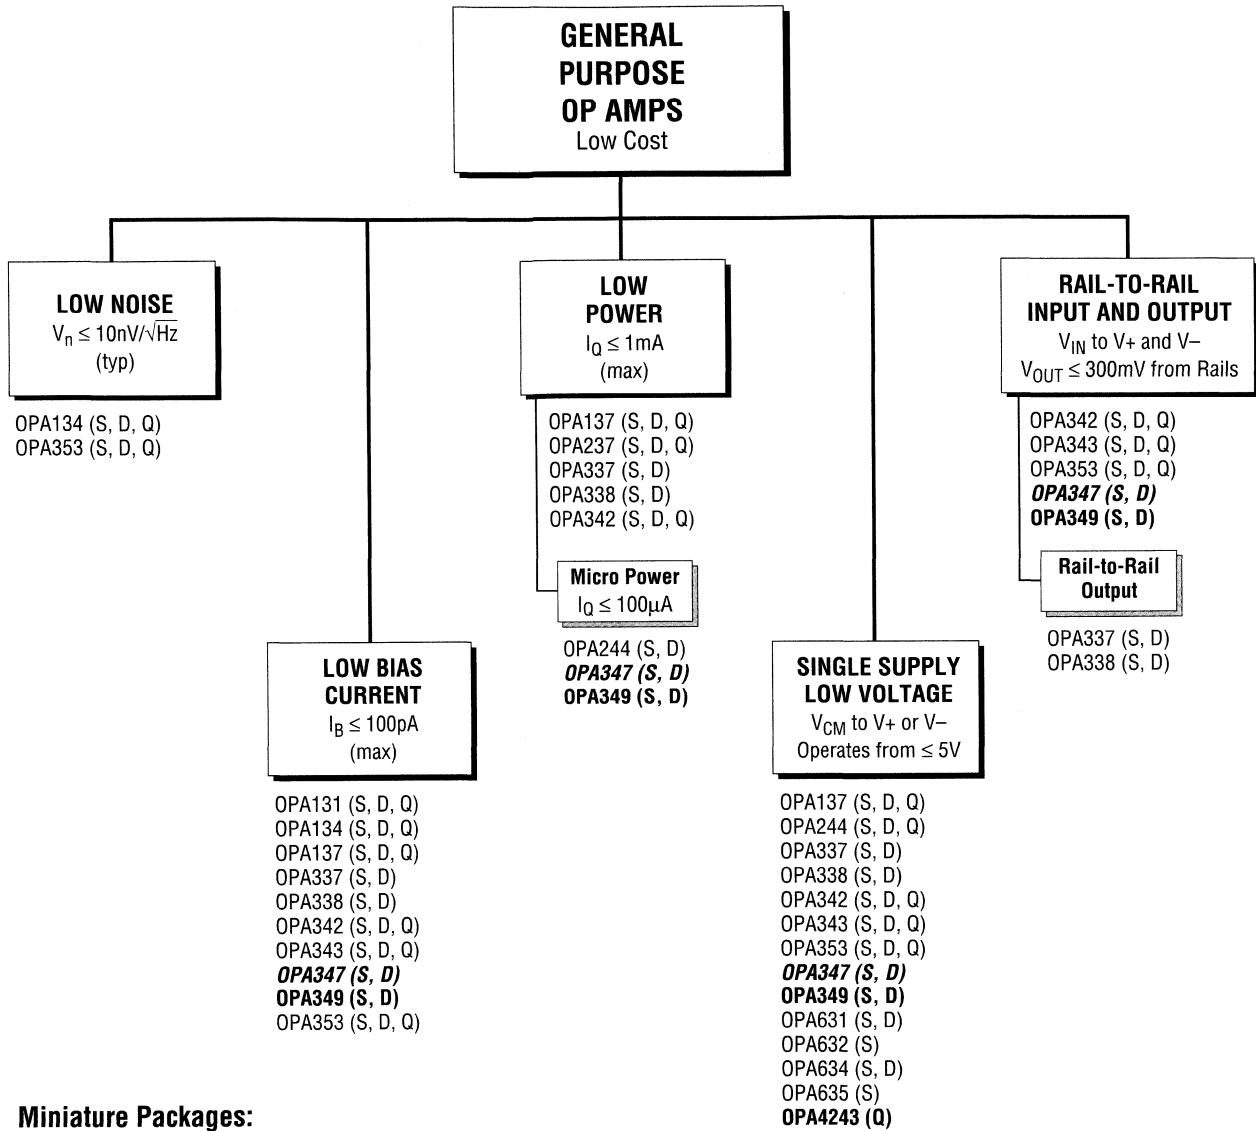 GENERAL
PURPOSE
OP AMPS
Low Cost
LOW NOISE
Vn ≤ 10nV/√Hz
(typ)
OPA134 (S, D, Q)
OPA353 (S, D, Q)
LOW BIAS
CURRENT
IB ≤ 100pA
(max)
OPA131 (S, D, Q)
OPA134 (S, D, Q)
OPA137 (S, D, Q)
OPA337 (S, D)
OPA338 (S, D)
OPA342 (S, D, Q)
OPA343 (S, D, Q)
OPA347 (S, D)
OPA349 (S, D)
OPA353 (S, D, Q)
LOW
POWER
IQ ≤ 1mA
(max)
OPA137 (S, D, Q)
OPA237 (S, D, Q)
OPA337 (S, D)
OPA338 (S, D)
OPA342 (S, D, Q)
Micro Power
IQ ≤ 100µA
OPA244 (S, D)
OPA347 (S, D)
OPA349 (S, D)
SINGLE SUPPLY
LOW VOLTAGE
VCM to V+ or V–
Operates from ≤ 5V
OPA137 (S, D, Q)
OPA244 (S, D, Q)
OPA337 (S, D)
OPA338 (S, D)
OPA342 (S, D, Q)
OPA343 (S, D, Q)
OPA353 (S, D, Q)
OPA347 (S, D)
OPA349 (S, D)
OPA631 (S, D)
OPA632 (S)
OPA634 (S, D)
OPA635 (S)
OPA4243 (Q)
RAIL-TO-RAIL
INPUT AND OUTPUT
VIN to V+ and V–
VOUT ≤ 300mV from Rails
OPA342 (S, D, Q)
OPA343 (S, D, Q)
OPA353 (S, D, Q)
OPA347 (S, D)
OPA349 (S, D)
Rail-to-Rail
Output
OPA337 (S, D)
OPA338 (S, D)
Miniature Packages: